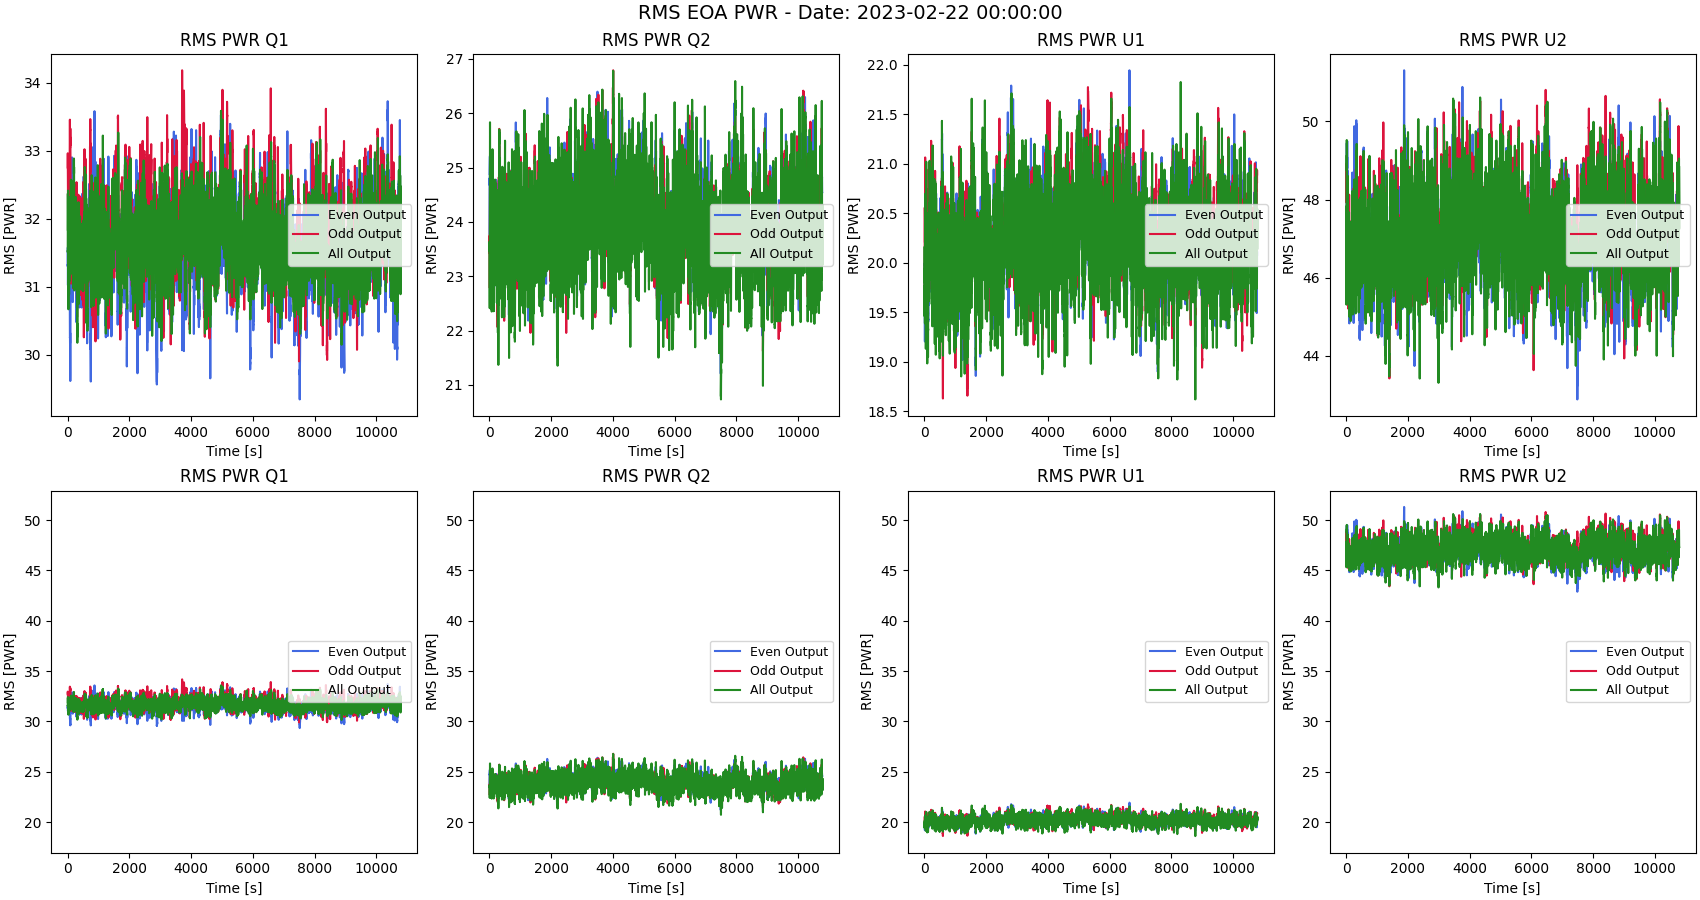 RMS EOA PWR - Date: 2023-02-22 00:00:00
RMS PWR Q1
RMS [PWR]
34
33
32
31
30
0 2000 4000 6000 8000 10000
Time [s]
Even Output
Odd Output
All Output
RMS PWR Q2
RMS [PWR]
27
26
25
24
23
22
21
0 2000 4000 6000 8000 10000
Time [s]
Even Output
Odd Output
All Output
RMS PWR U1
RMS [PWR]
22.0
21.5
21.0
20.5
20.0
19.5
19.0
18.5
0 2000 4000 6000 8000 10000
Time [s]
Even Output
Odd Output
All Output
RMS PWR U2
RMS [PWR]
50
48
46
44
0 2000 4000 6000 8000 10000
Time [s]
Even Output
Odd Output
All Output
RMS PWR Q1
RMS [PWR]
50
45
40
35
30
25
20
0 2000 4000 6000 8000 10000
Time [s]
Even Output
Odd Output
All Output
RMS PWR Q2
RMS [PWR]
50
45
40
35
30
25
20
0 2000 4000 6000 8000 10000
Time [s]
Even Output
Odd Output
All Output
RMS PWR U1
RMS [PWR]
50
45
40
35
30
25
20
0 2000 4000 6000 8000 10000
Time [s]
Even Output
Odd Output
All Output
RMS PWR U2
RMS [PWR]
50
45
40
35
30
25
20
0 2000 4000 6000 8000 10000
Time [s]
Even Output
Odd Output
All Output